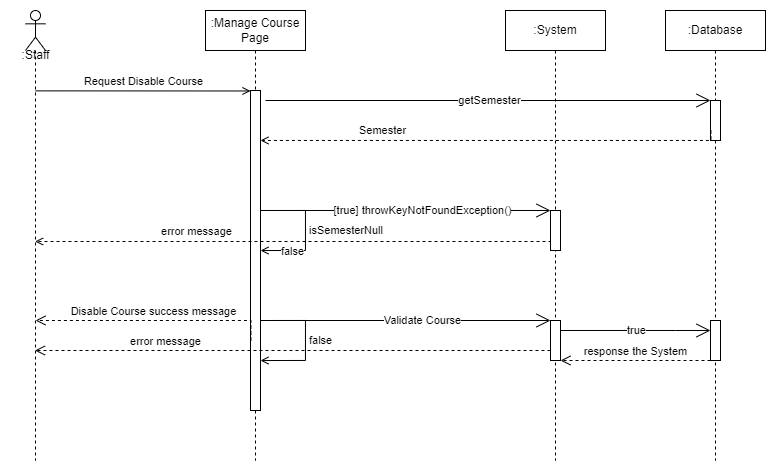 :Staff
:Manage Course
Page
:System
:Database
Request Disable Course
getSemester
Semester
[true] throwKeyNotFoundException()
error message
isSemesterNull
false
Disable Course success message
Validate Course
true
error message
false
response the System